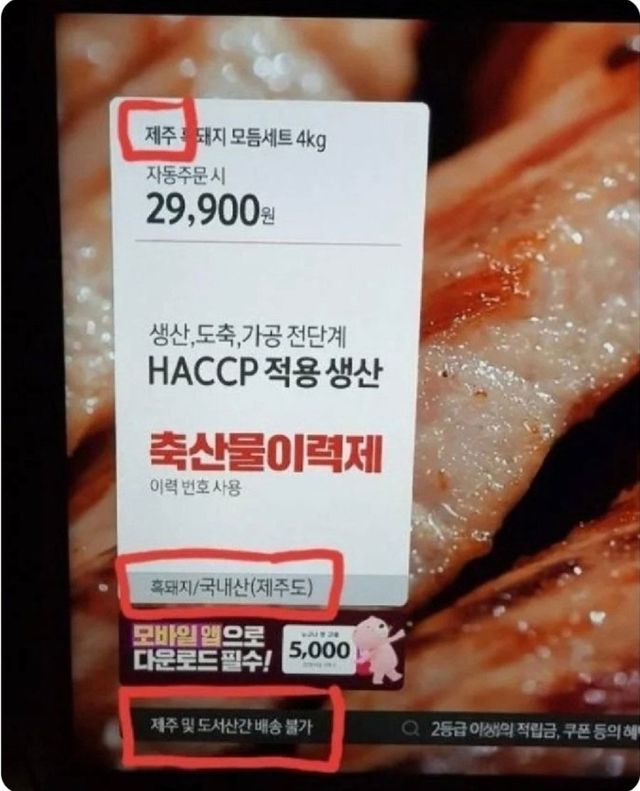 제주 흑돼지 모듬세트 4kg
자동주문 시
29,900원
생산,도축,가공 전단계
HACCP 적용 생산
축산물이력제
이력 번호 사용
흑돼지/국내산(제주도)
모바일 앱으로
다운로드 필수!
5,000
제주 및 도서산간 배송 불가
2등급 이상의 적립금, 쿠폰 등의 혜